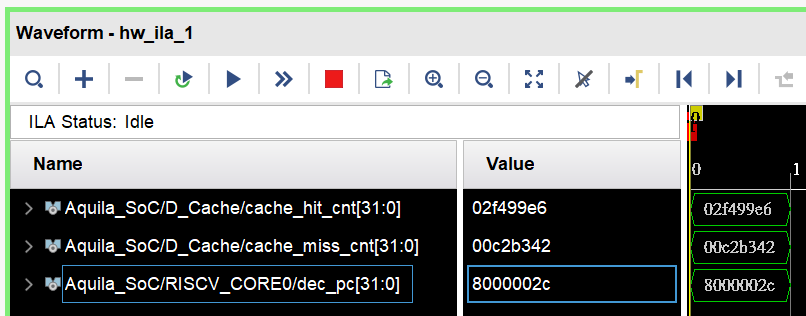 Waveform - hw_ila_1
ILA Status: Idle
Name Value
0 1
Aquila_SoC/D_Cache/cache_hit_cnt[31:0] 02f499e6 02f499e6
Aquila_SoC/D_Cache/cache_miss_cnt[31:0] 00c2b342 00c2b342
Aquila_SoC/RISCV_CORE0/dec_pc[31:0] 8000002c 8000002c